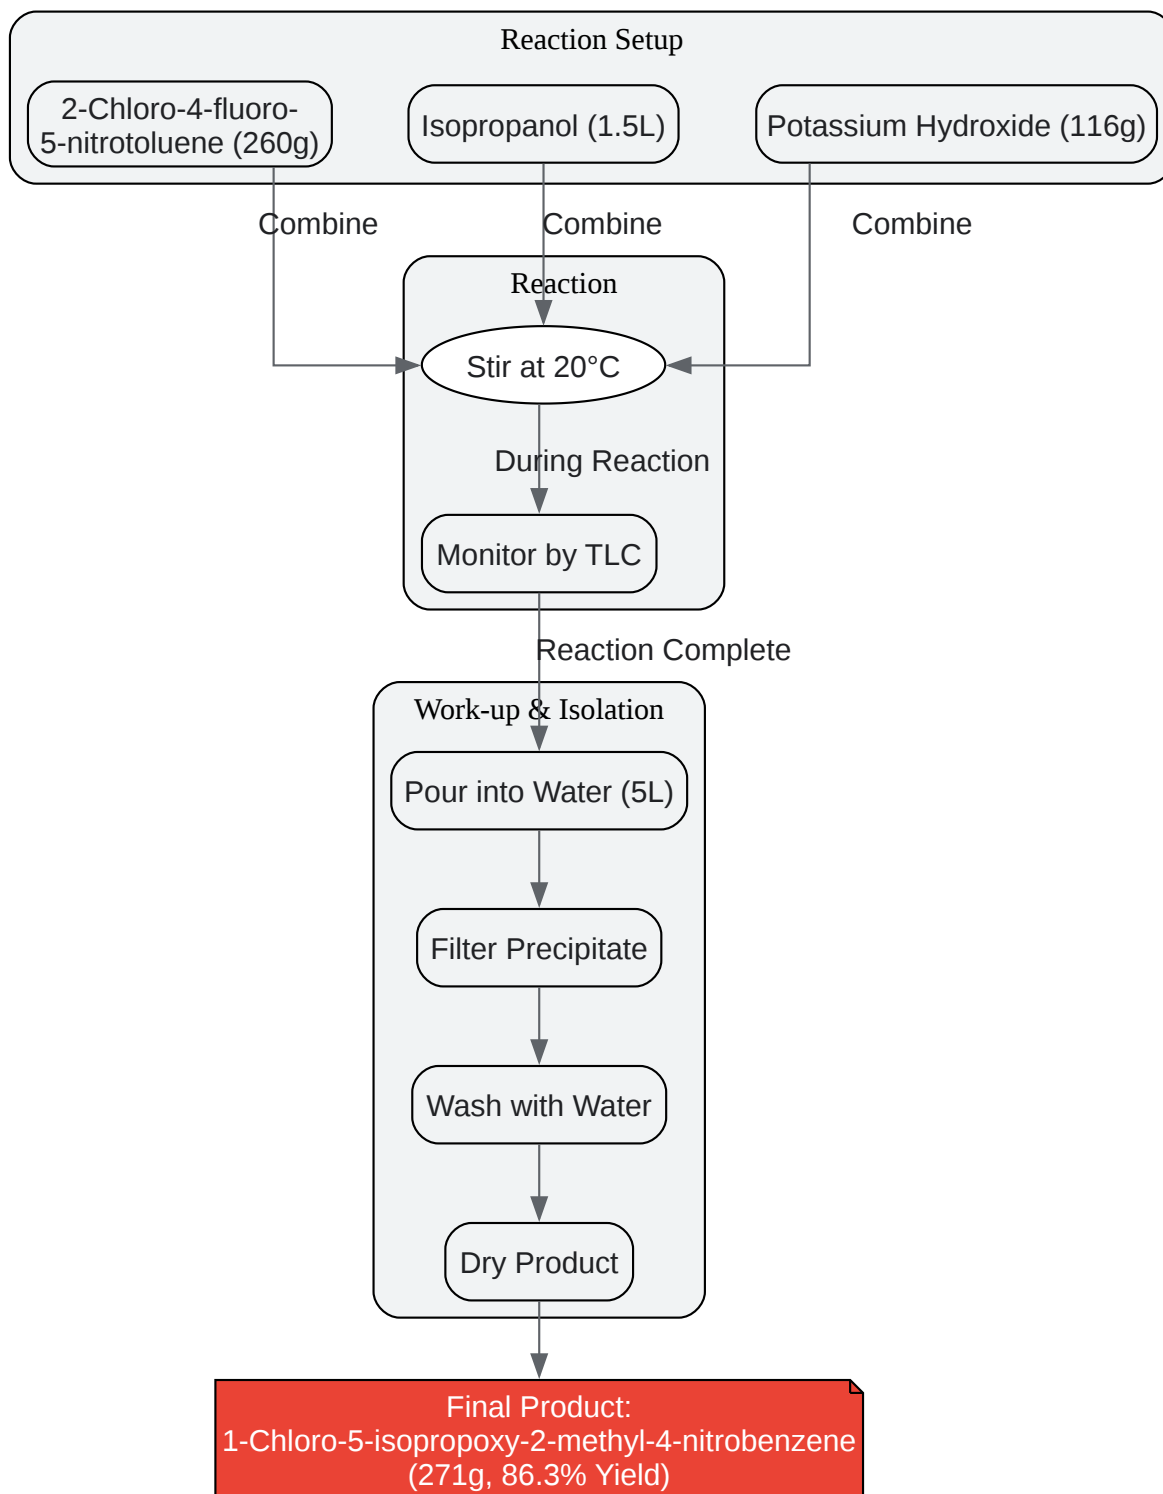 Reaction Setup
2-Chloro-4-fluoro-
5-nitrotoluene (260g)
Isopropanol (1.5L)
Potassium Hydroxide (116g)
Combine
Combine
Combine
Reaction
Stir at 20°C
During Reaction
Monitor by TLC
Reaction Complete
Work-up & Isolation
Pour into Water (5L)
Filter Precipitate
Wash with Water
Dry Product
Final Product:
1-Chloro-5-isopropoxy-2-methyl-4-nitrobenzene
(271g, 86.3% Yield)